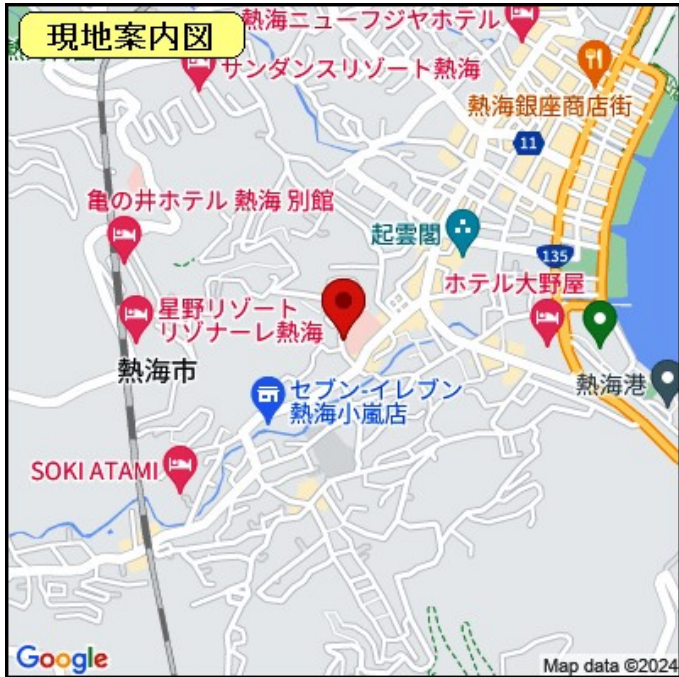 現地案内図
熱海ニューフジヤホテル
サンダンスリゾート熱海
熱海銀座商店街
11
亀の井ホテル 熱海 別館
起雲閣
135
ホテル大野屋
星野リゾート
リゾナーレ熱海
熱海市
熱海港
セブン-イレブン
熱海小嵐店
SOKI ATAMI
Google
Map data ©2024